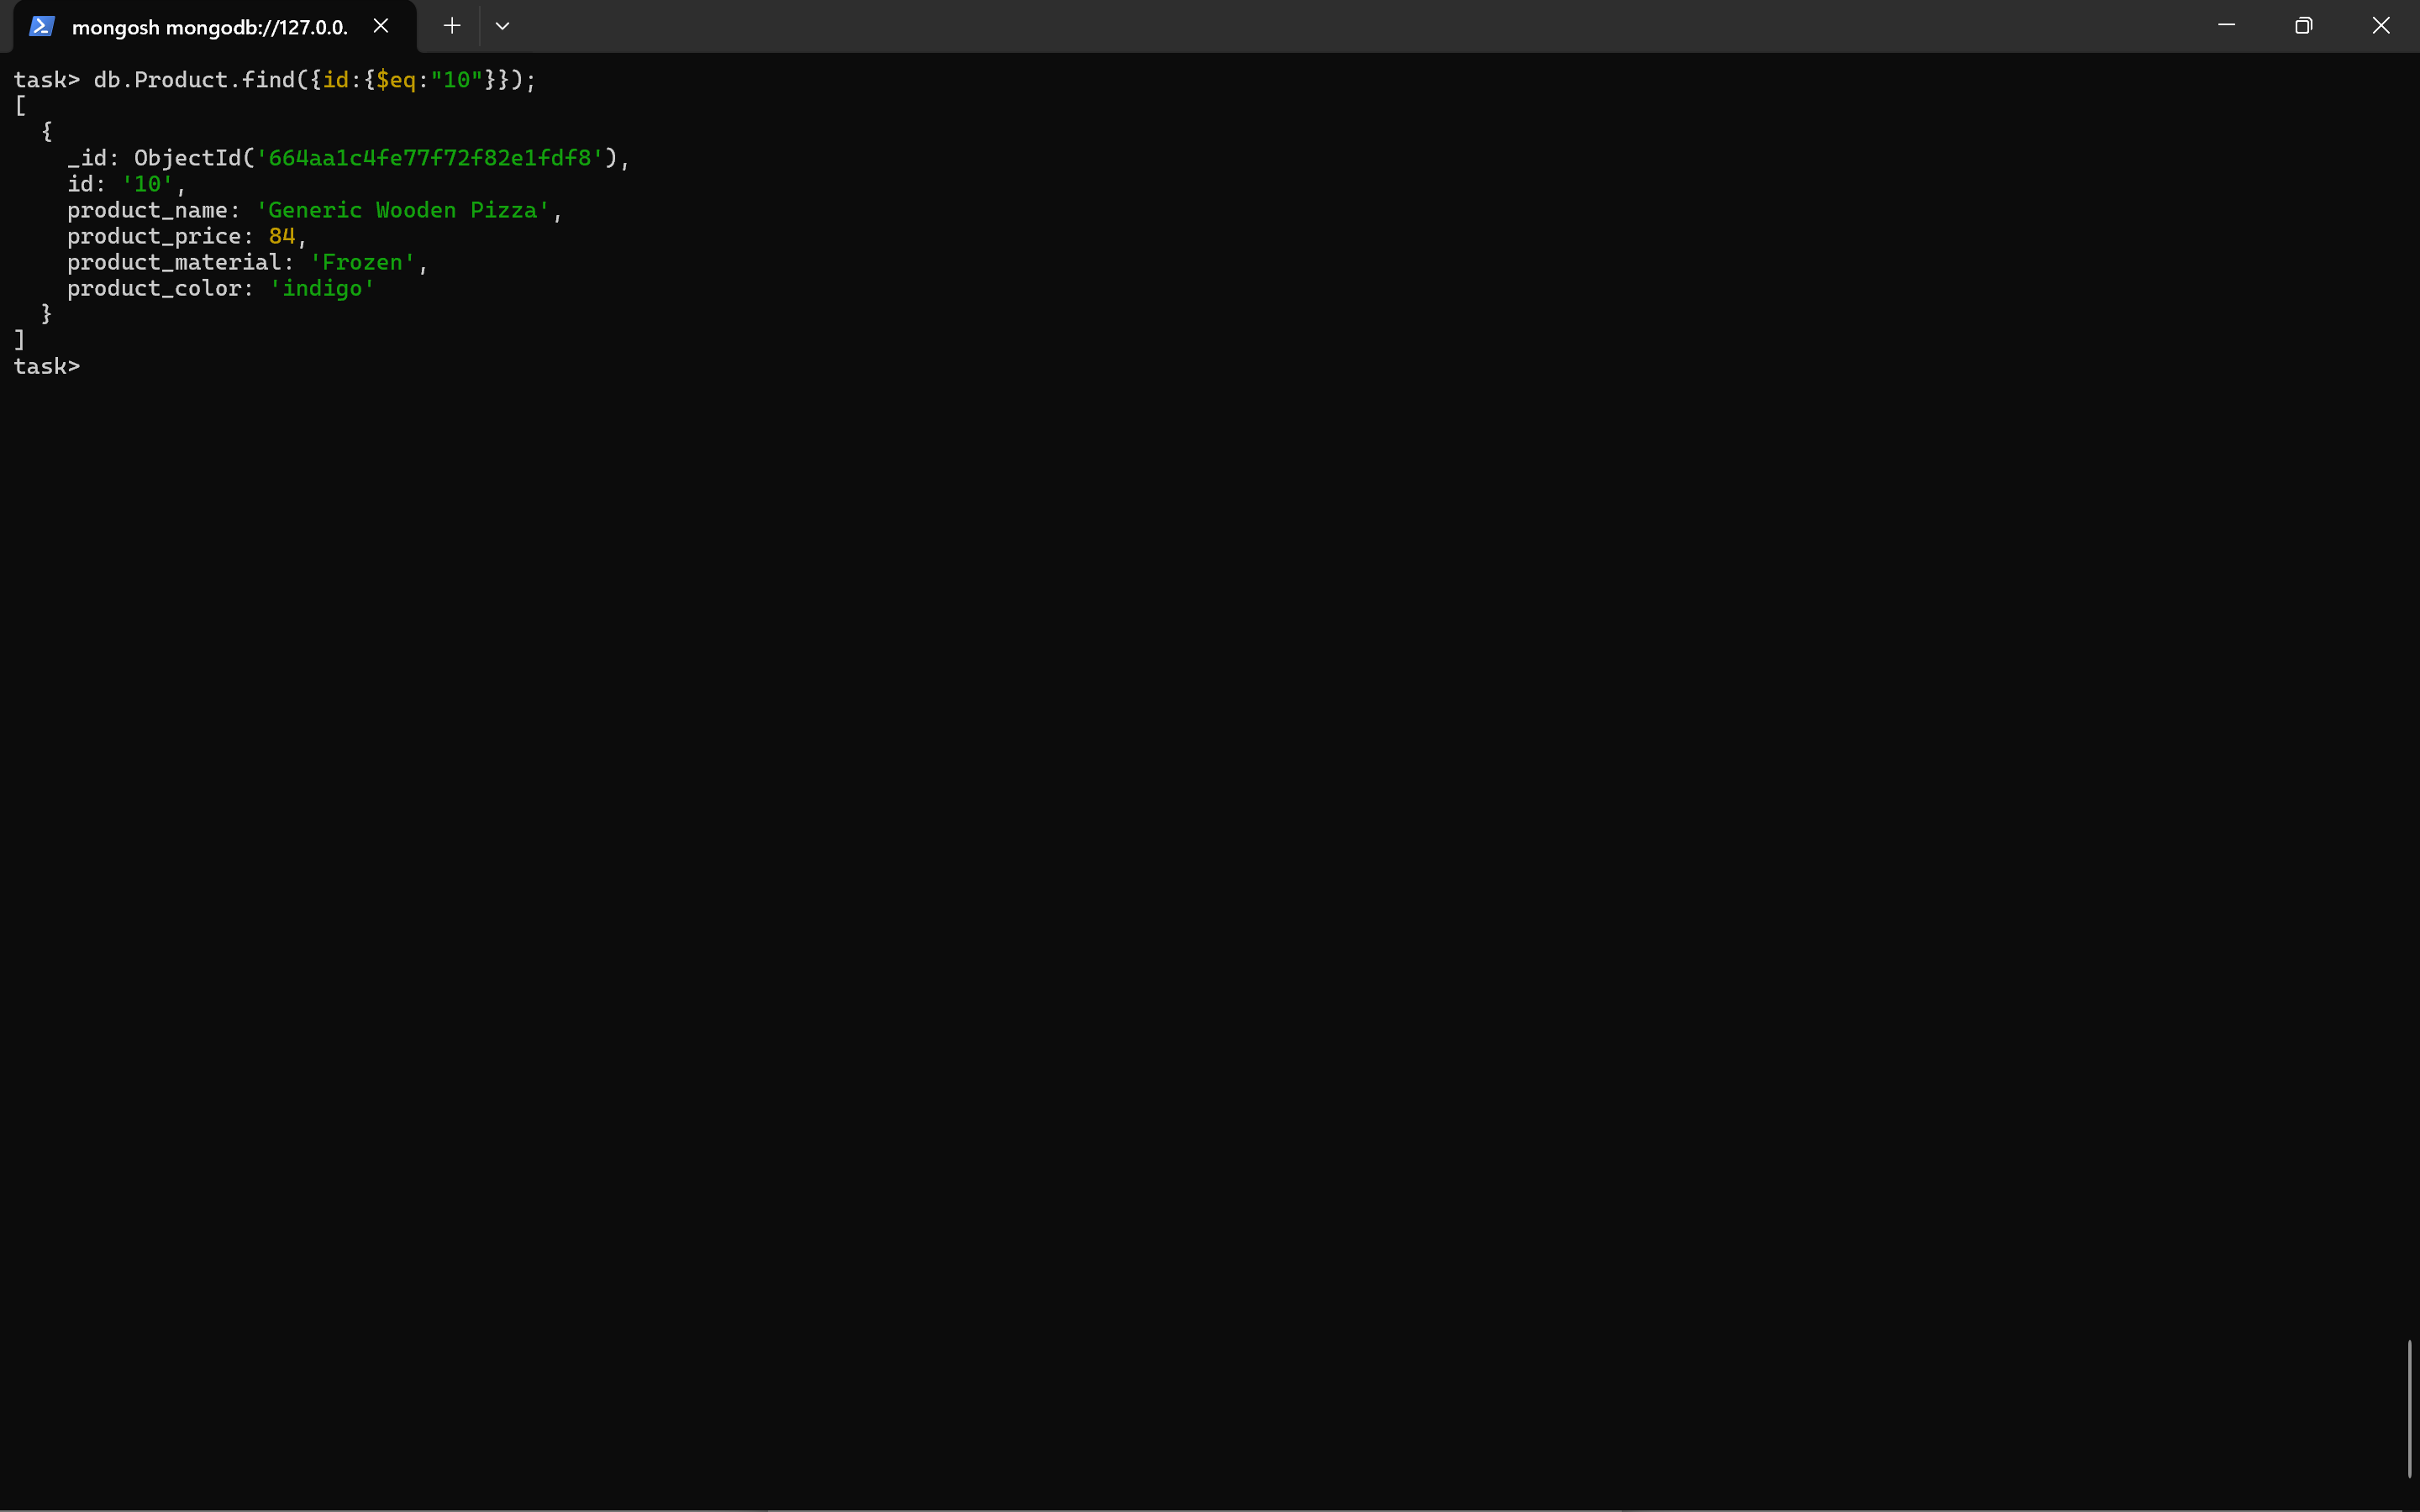 mongosh mongodb://127.0.0.
task> db.Product.find({id:{$eq:"10"}});
[
  {
    _id: ObjectId('664aa1c4fe77f72f82e1fdf8'),
    id: '10',
    product_name: 'Generic Wooden Pizza',
    product_price: 84,
    product_material: 'Frozen',
    product_color: 'indigo'
  }
]
task>